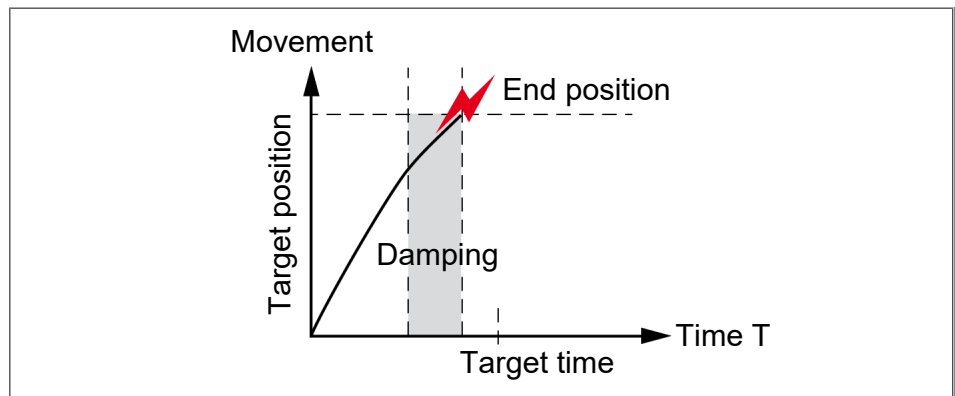 Movement
End position
Target position
Damping
Time T
Target time